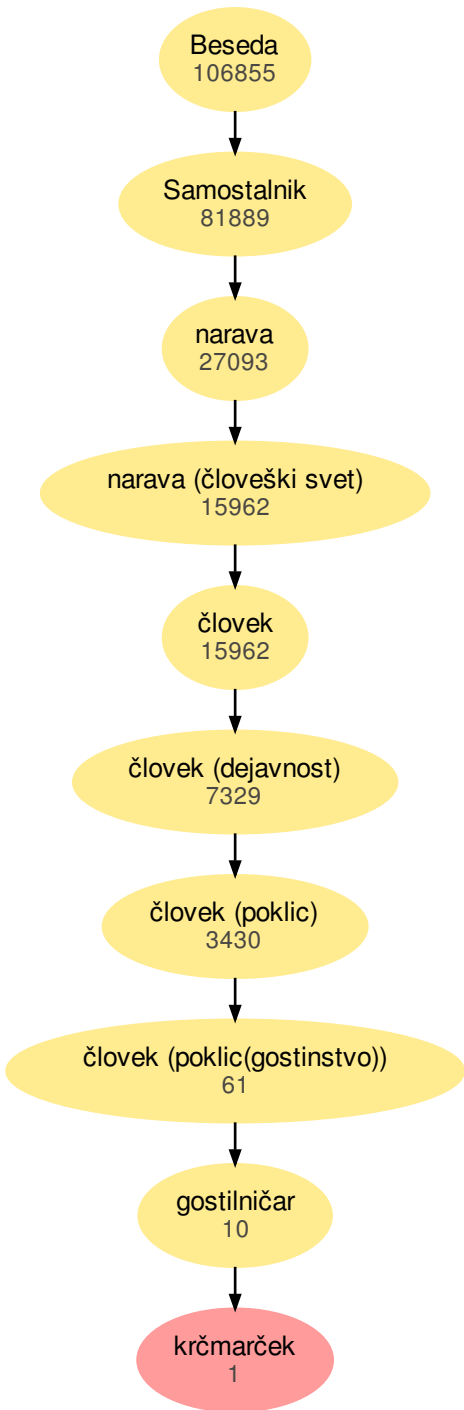 Beseda
106855
Samostalnik
81889
narava
27093
narava (človeški svet)
15962
človek
15962
človek (dejavnost)
7329
človek (poklic)
3430
človek (poklic(gostinstvo))
61
gostilničar
10
krčmarček
1